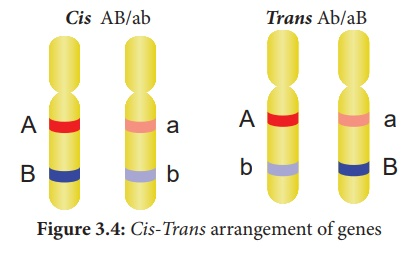 Cis AB/ab
Trans Ab/aB
A a
B b
A a
b B
Figure 3.4: Cis-Trans arrangement of genes